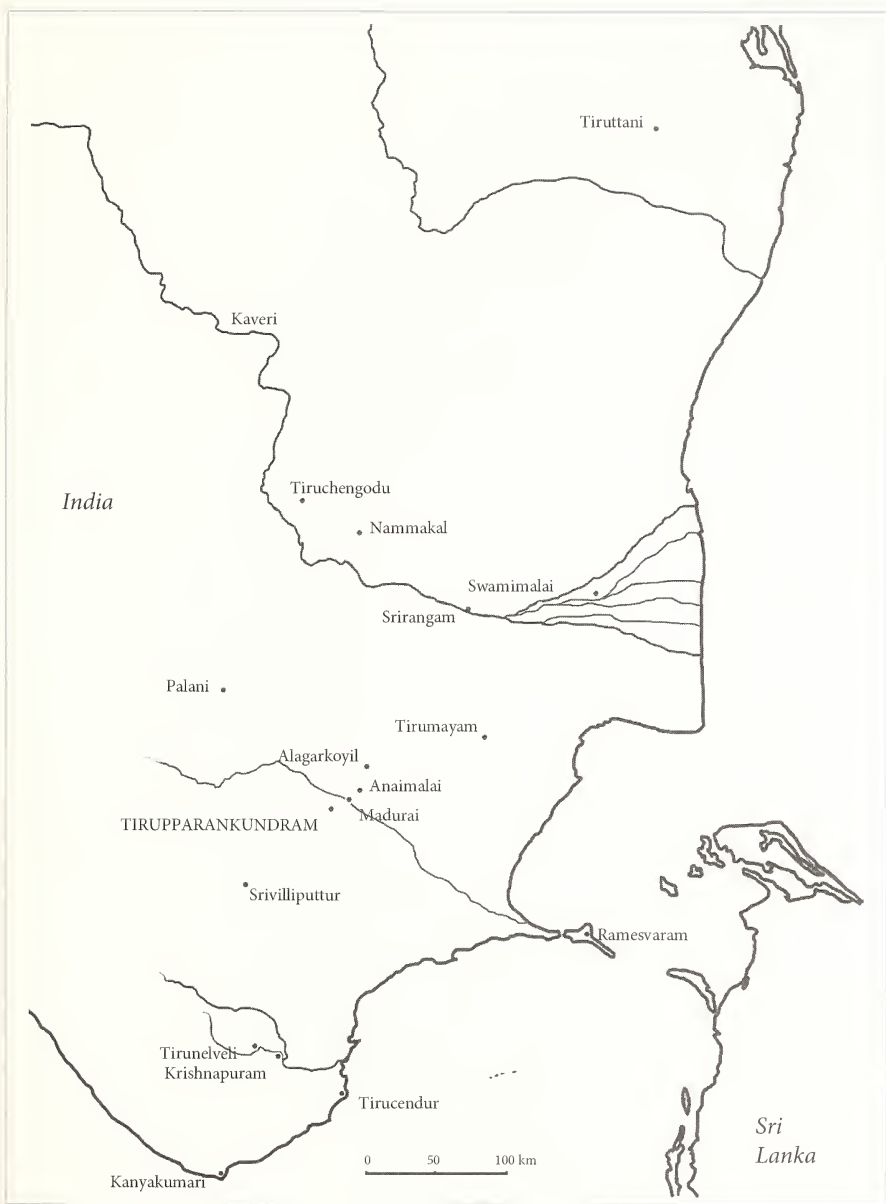 Tiruttani
Kaveri
India
Tiruchengodu
Nammakal
Swamimalai
Srirangam
Palani
Tirumayam
Alagarkoyil
Anaimalai
Madurai
TIRUPPARANKUNDRAM
Srivilliputtur
Ramesvaram
Tirunelveli
Krishnapuram
Tirucendur
Sri
Lanka
0 50 100 km
Kanyakumari